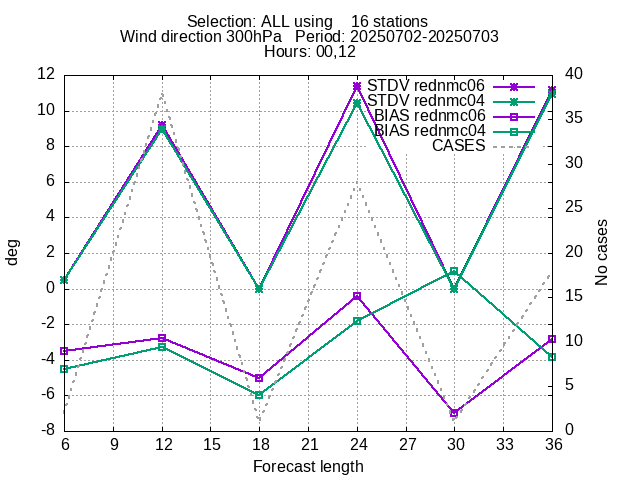 Selection: ALL using    16 stations
Wind direction 300hPa   Period: 20250702-20250703
Hours: 00,12
STDV rednmc06
STDV rednmc04
BIAS rednmc06
BIAS rednmc04
CASES
12
10
8
6
4
2
0
-2
-4
-6
-8
deg
40
35
30
25
20
15
10
5
0
No cases
6 9 12 15 18 21 24 27 30 33 36
Forecast length